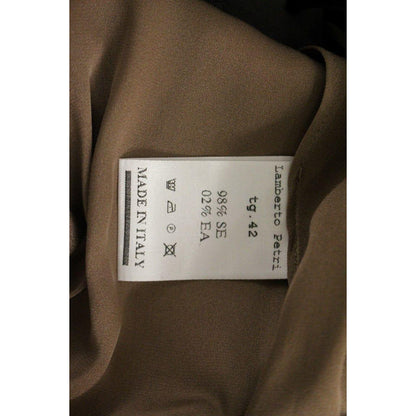 Lamberto Petri
tg.42
98% SE
02% EA
MADE IN ITALY